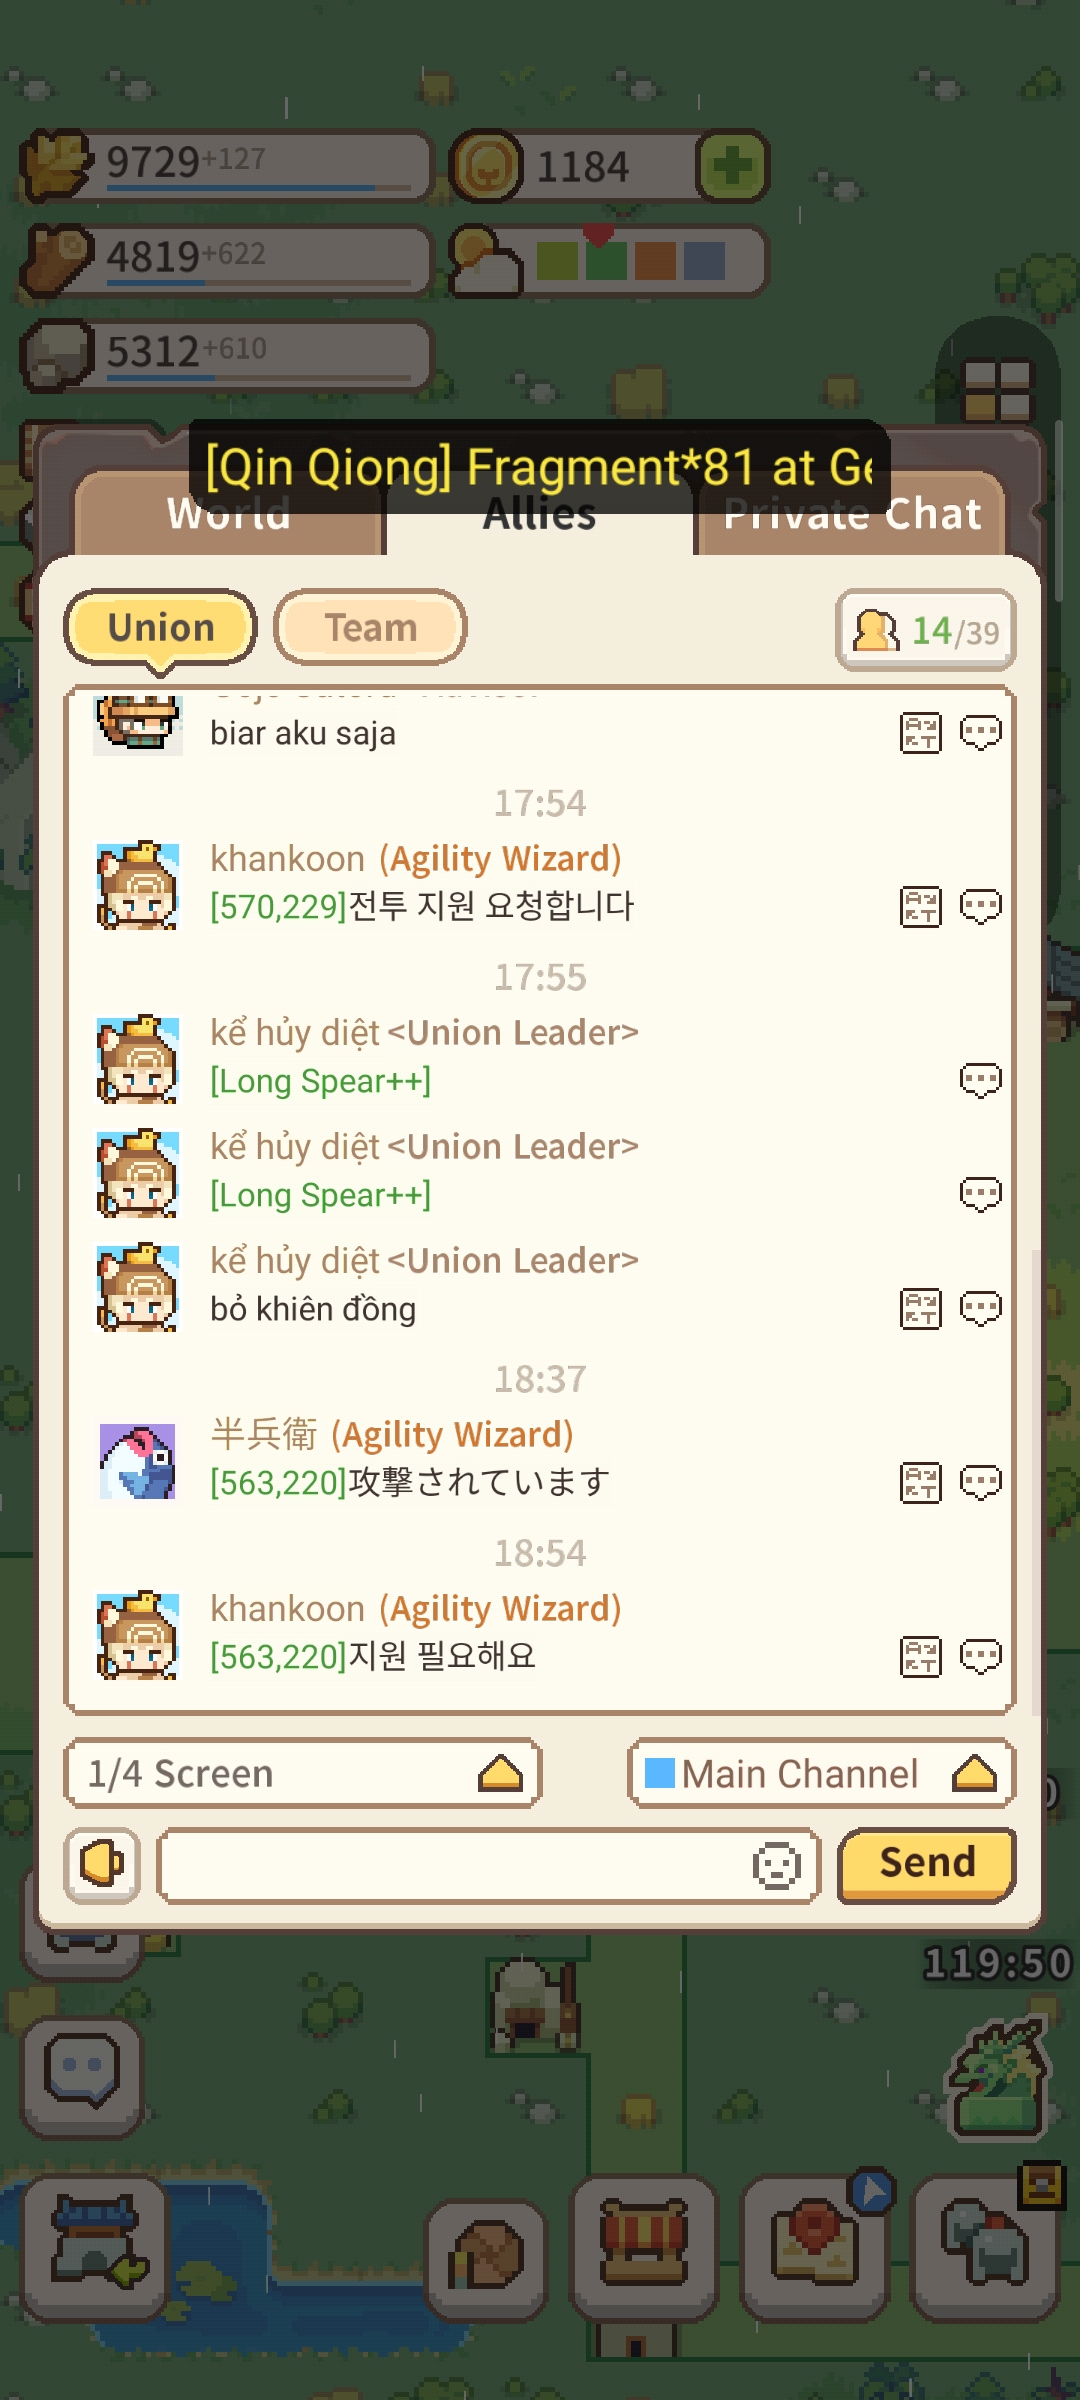 9729+127
1184
4819+622
5312+610
[Qin Qiong] Fragment*81 at Ge
World
Allies
Private Chat
Union
Team
14/39
biar aku saja
17:54
khankoon (Agility Wizard)
[570,229]전투 지원 요청합니다
17:55
kể hủy diệt <Union Leader>
[Long Spear++]
kể hủy diệt <Union Leader>
[Long Spear++]
kể hủy diệt <Union Leader>
bỏ khiên đồng
18:37
半兵衛 (Agility Wizard)
[563,220]攻撃されています
18:54
khankoon (Agility Wizard)
[563,220]지원 필요해요
1/4 Screen
Main Channel
Send
119:50